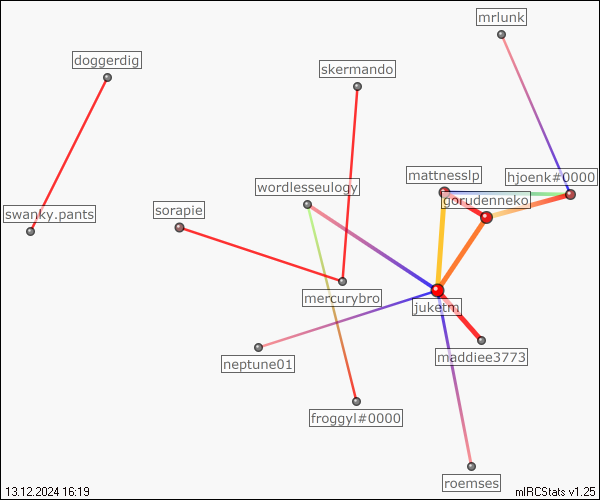 mrlunk
doggerdig
skermando
mattnesslp
hjoenk#0000
wordlesseulogy
gorudenneko
sorapie
swanky.pants
mercurybro
juketm
neptune01
maddiee3773
froggyl#0000
roemses
13.12.2024 16:19
mIRCStats v1.25